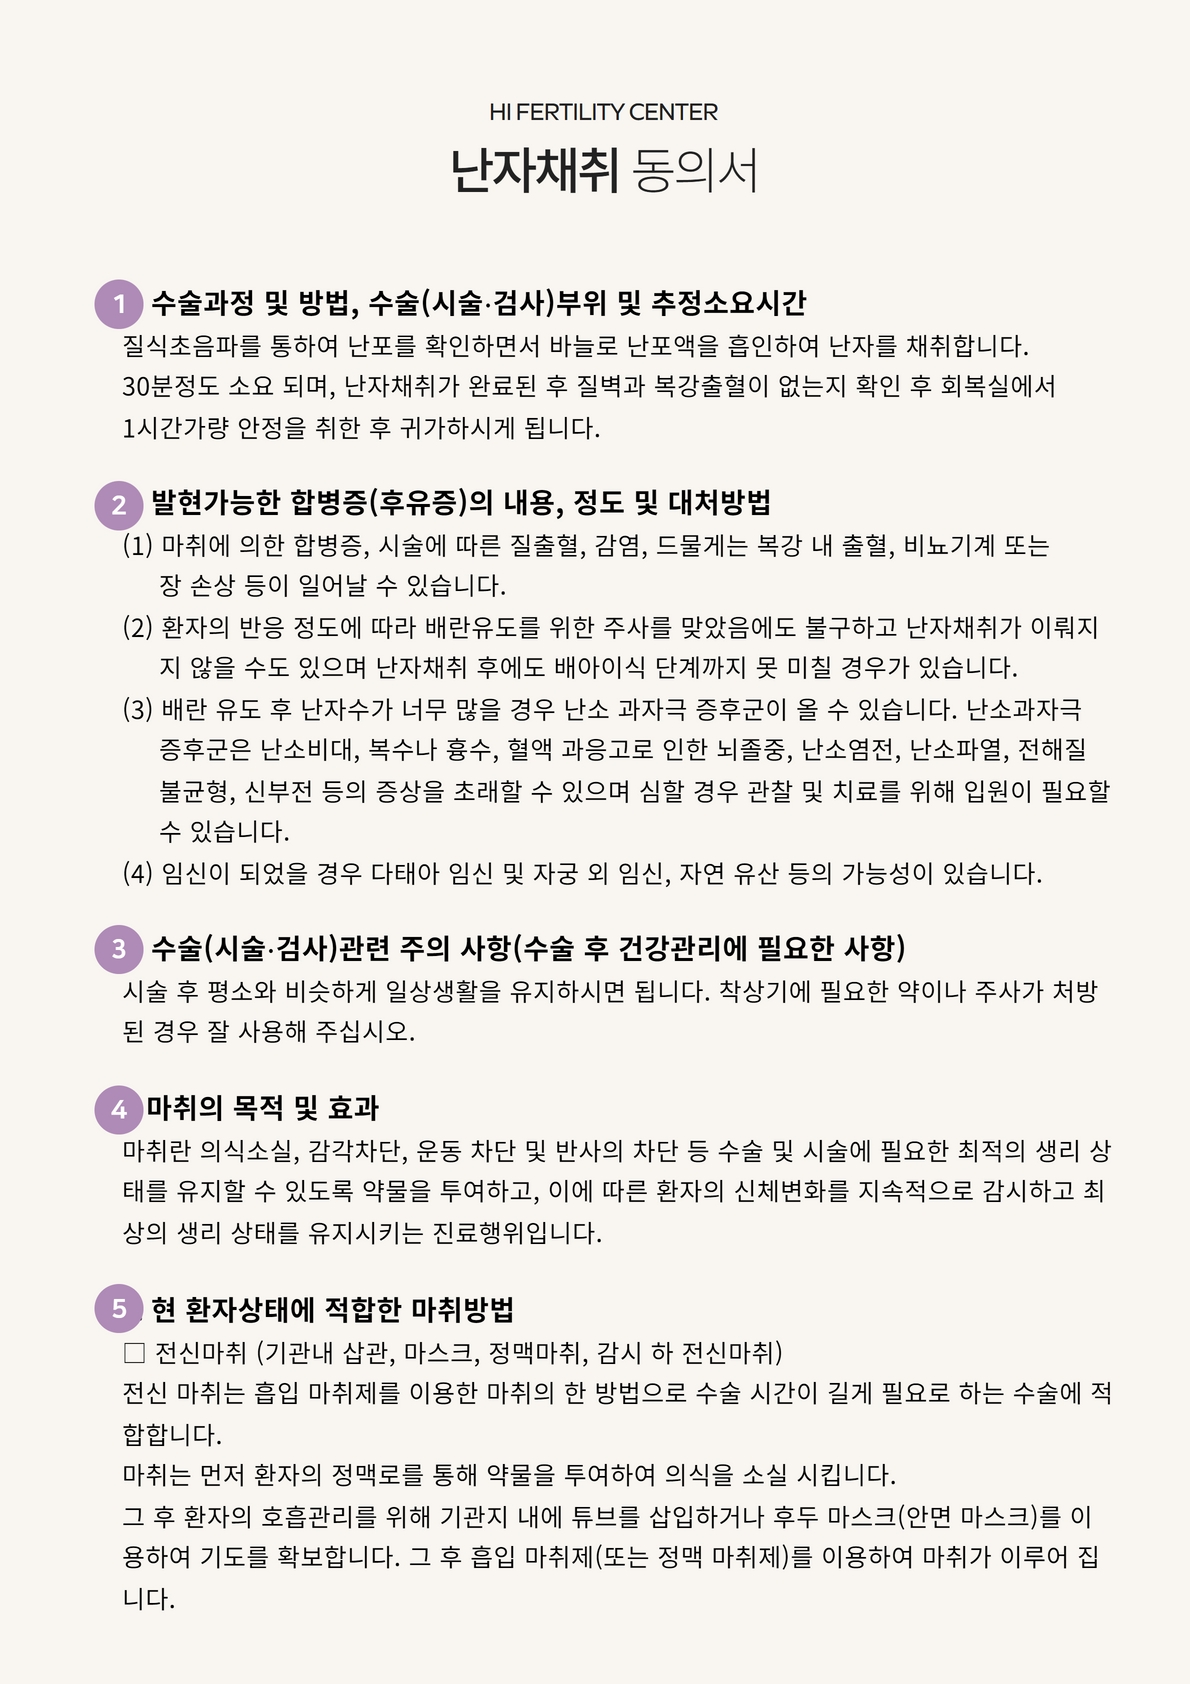 HI FERTILITY CENTER
난자채취 동의서
1 수술과정 및 방법, 수술(시술·검사)부위 및 추정소요시간
질식초음파를 통하여 난포를 확인하면서 바늘로 난포액을 흡인하여 난자를 채취합니다.
30분정도 소요 되며, 난자채취가 완료된 후 질벽과 복강출혈이 없는지 확인 후 회복실에서
1시간가량 안정을 취한 후 귀가하시게 됩니다.
2 발현가능한 합병증(후유증)의 내용, 정도 및 대처방법
(1) 마취에 의한 합병증, 시술에 따른 질출혈, 감염, 드물게는 복강 내 출혈, 비뇨기계 또는
장 손상 등이 일어날 수 있습니다.
(2) 환자의 반응 정도에 따라 배란유도를 위한 주사를 맞았음에도 불구하고 난자채취가 이뤄지
지 않을 수도 있으며 난자채취 후에도 배아이식 단계까지 못 미칠 경우가 있습니다.
(3) 배란 유도 후 난자수가 너무 많을 경우 난소 과자극 증후군이 올 수 있습니다. 난소과자극
증후군은 난소비대, 복수나 흉수, 혈액 과응고로 인한 뇌졸중, 난소염전, 난소파열, 전해질
불균형, 신부전 등의 증상을 초래할 수 있으며 심할 경우 관찰 및 치료를 위해 입원이 필요할
수 있습니다.
(4) 임신이 되었을 경우 다태아 임신 및 자궁 외 임신, 자연 유산 등의 가능성이 있습니다.
3 수술(시술·검사)관련 주의 사항(수술 후 건강관리에 필요한 사항)
시술 후 평소와 비슷하게 일상생활을 유지하시면 됩니다. 착상기에 필요한 약이나 주사가 처방
된 경우 잘 사용해 주십시오.
4 마취의 목적 및 효과
마취란 의식소실, 감각차단, 운동 차단 및 반사의 차단 등 수술 및 시술에 필요한 최적의 생리 상
태를 유지할 수 있도록 약물을 투여하고, 이에 따른 환자의 신체변화를 지속적으로 감시하고 최
상의 생리 상태를 유지시키는 진료행위입니다.
5 현 환자상태에 적합한 마취방법
□ 전신마취 (기관내 삽관, 마스크, 정맥마취, 감시 하 전신마취)
전신 마취는 흡입 마취제를 이용한 마취의 한 방법으로 수술 시간이 길게 필요로 하는 수술에 적
합합니다.
마취는 먼저 환자의 정맥로를 통해 약물을 투여하여 의식을 소실 시킵니다.
그 후 환자의 호흡관리를 위해 기관지 내에 튜브를 삽입하거나 후두 마스크(안면 마스크)를 이
용하여 기도를 확보합니다. 그 후 흡입 마취제(또는 정맥 마취제)를 이용하여 마취가 이루어 집
니다.